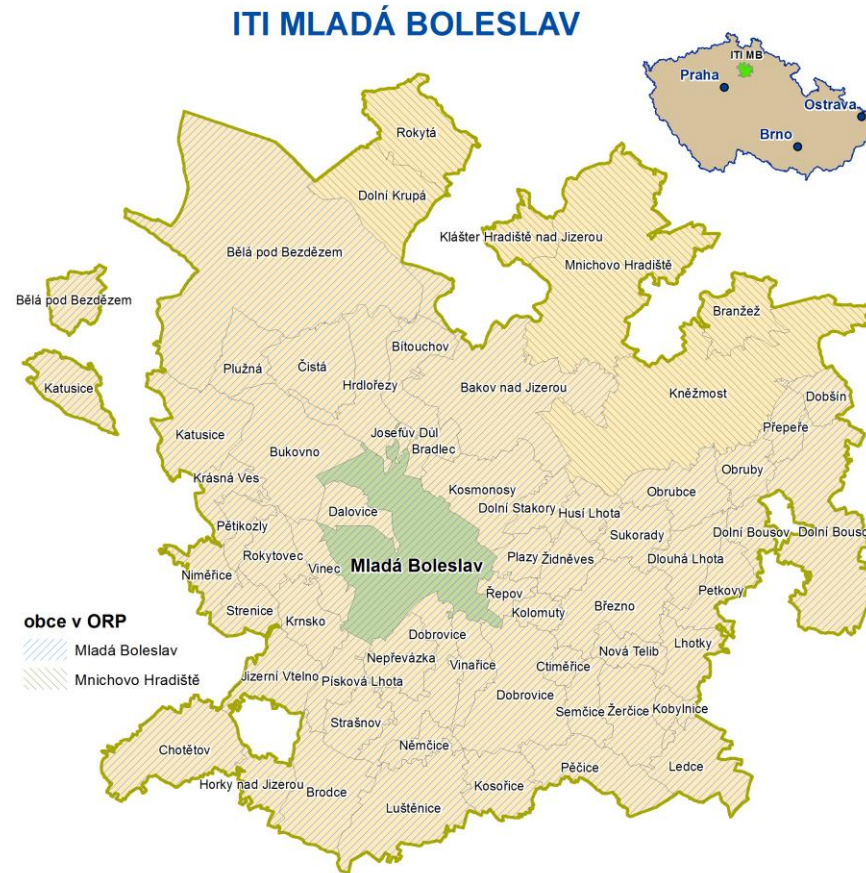 ITI MLADÁ BOLESLAV
ITI MB
Praha
Ostrava
Brno
Rokytá
Dolní Krupá
Klášter Hradiště nad Jizerou
Bělá pod Bezdězem
Mnichovo Hradiště
Bělá pod Bezdězem
Branžež
Bítouchov
Plužná
Čistá
Katusice
Hrdlořezy
Bakov nad Jizerou
Kněžmost
Dobšín
Přepeře
Katusice
Josefův Důl
Bradlec
Bukovno
Obruby
Krásná Ves
Kosmonosy
Obrubce
Dolní Stakory
Husí Lhota
Dalovice
Pětikozly
Sukorady
Dolní Bousov
Dolní Bousov
Rokytovec
Plazy
Židněves
Dlouhá Lhota
Mladá Boleslav
Vinec
Niměřice
Řepov
Petkovy
Strenice
Kolomuty
Březno
Krnsko
obce v ORP
Dobrovice
Lhotky
Mladá Boleslav
Nepřevázka
Vinařice
Ctiměřice
Nová Telib
Mnichovo Hradiště
Jizerní Vtelno
Písková Lhota
Dobrovice
Semčice
Žerčice
Kobylnice
Strašnov
Chotětov
Němčice
Pěčice
Ledce
Horky nad Jizerou
Brodce
Kosořice
Luštěnice